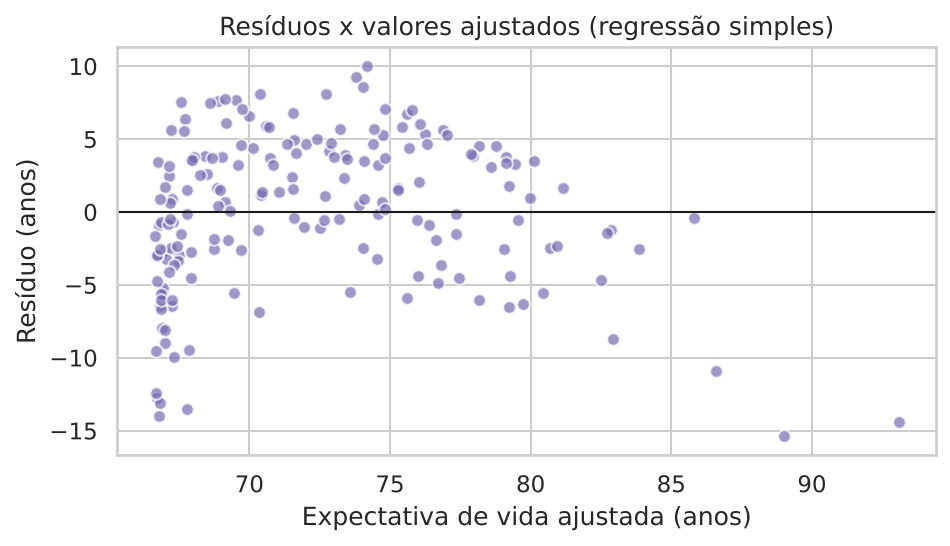 Resíduos x valores ajustados (regressão simples)
10
5
0
−5
−10
−15
Resíduo (anos)
70 75 80 85 90
Expectativa de vida ajustada (anos)